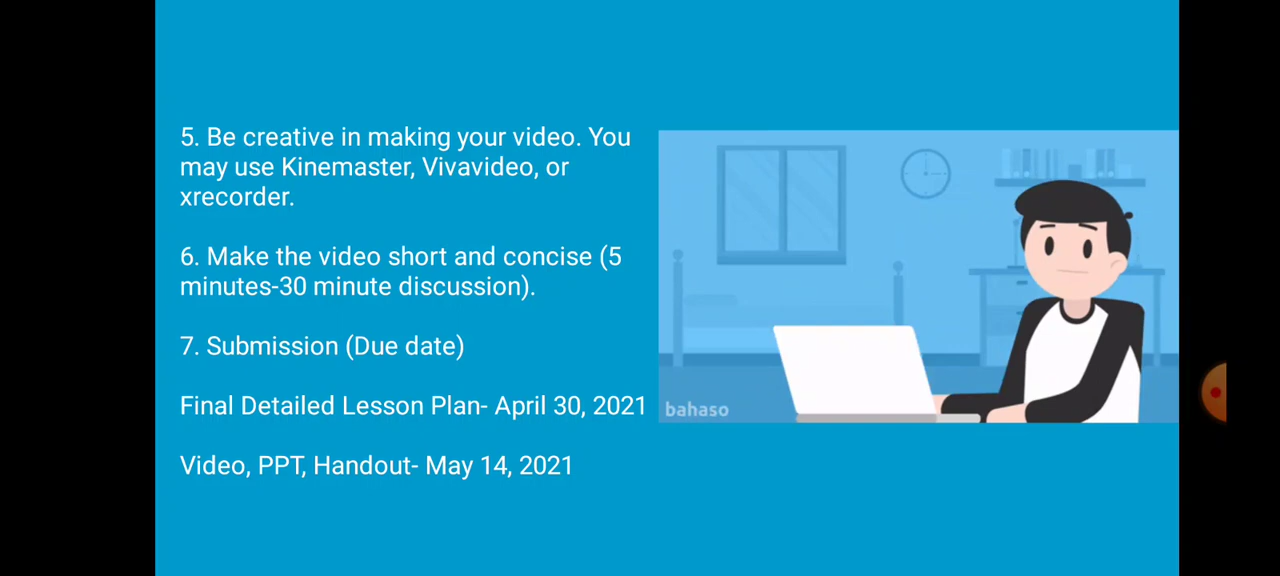 5. Be creative in making your video. You
may use Kinemaster, Vivavideo, or
xrecorder.
6. Make the video short and concise (5
minutes-30 minute discussion).
7. Submission (Due date)
Final Detailed Lesson Plan- April 30, 2021
Video, PPT, Handout- May 14, 2021
bahaso